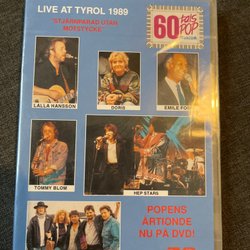 LIVE AT TYROL 1989
"STJÄRNPARAD UTAN
MOTSTYCKE"
60
tals
POP
LALLA HANSSON
DORIS
EMILE FORD
TOMMY BLOM
HEP STARS
POPENS
ÅRTIONDE
NU PÅ DVD!